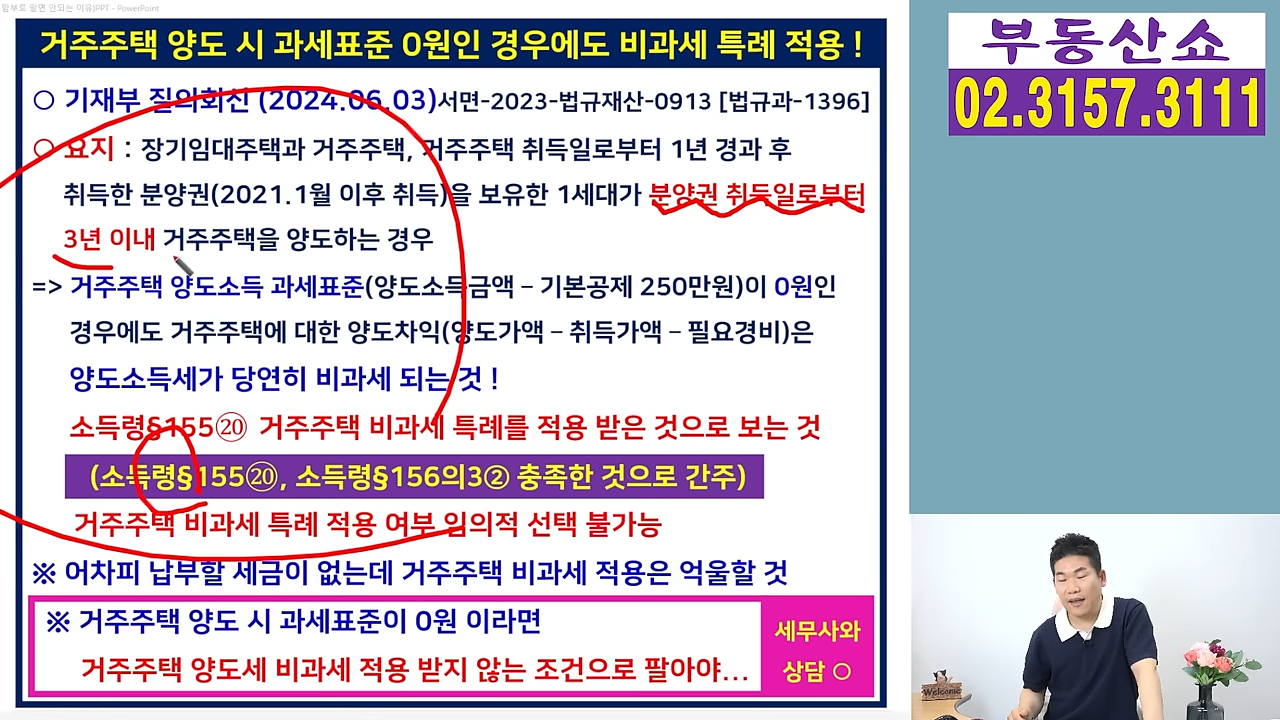 함부로 팔면 안되는 이유)PPT - PowerPoint
거주주택 양도 시 과세표준 0원인 경우에도 비과세 특례 적용 !
○ 기재부 질의회신 (2024.06.03)서면-2023-법규재산-0913 [법규과-1396]
○ 요지 : 장기임대주택과 거주주택, 거주주택 취득일로부터 1년 경과 후
취득한 분양권(2021.1월 이후 취득)을 보유한 1세대가 분양권 취득일로부터
3년 이내 거주주택을 양도하는 경우
=> 거주주택 양도소득 과세표준(양도소득금액 – 기본공제 250만원)이 0원인
경우에도 거주주택에 대한 양도차익(양도가액 – 취득가액 – 필요경비)은
양도소득세가 당연히 비과세 되는 것 !
소득령§155⑳ 거주주택 비과세 특례를 적용 받은 것으로 보는 것
(소득령§155⑳, 소득령§156의3② 충족한 것으로 간주)
거주주택 비과세 특례 적용 여부 임의적 선택 불가능
※ 어차피 납부할 세금이 없는데 거주주택 비과세 적용은 억울할 것
※ 거주주택 양도 시 과세표준이 0원 이라면
거주주택 양도세 비과세 적용 받지 않는 조건으로 팔아야...
세무사와
상담 ○
부동산쇼
02.3157.3111
Welcome